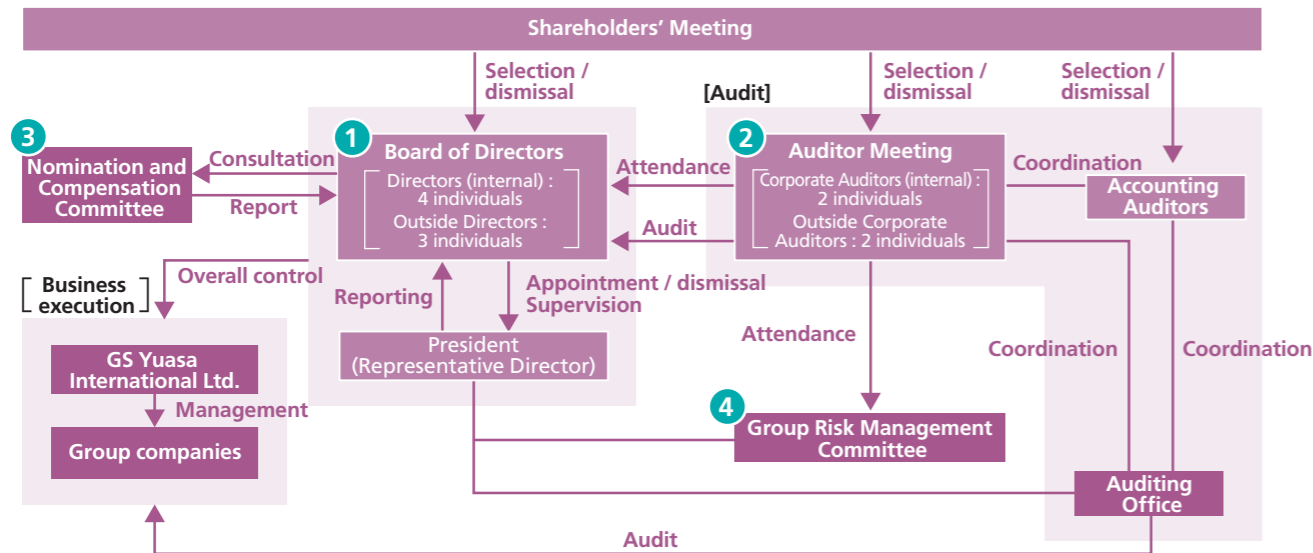 Shareholders' Meeting
Selection /
dismissal
Selection /
dismissal
Selection /
dismissal
[Audit]
3
Nomination and
Compensation
Committee
Consultation
Report
1
Board of Directors
Directors (internal) :
4 individuals
Outside Directors :
3 individuals
Attendance
Audit
2
Auditor Meeting
Corporate Auditors (internal) :
2 individuals
Outside Corporate
Auditors : 2 individuals
Coordination
Accounting
Auditors
Overall control
[Business
execution]
Reporting
Appointment / dismissal
Supervision
President
(Representative Director)
Attendance
Coordination
Coordination
GS Yuasa
International Ltd.
Management
Group companies
4
Group Risk Management
Committee
Auditing
Office
Audit